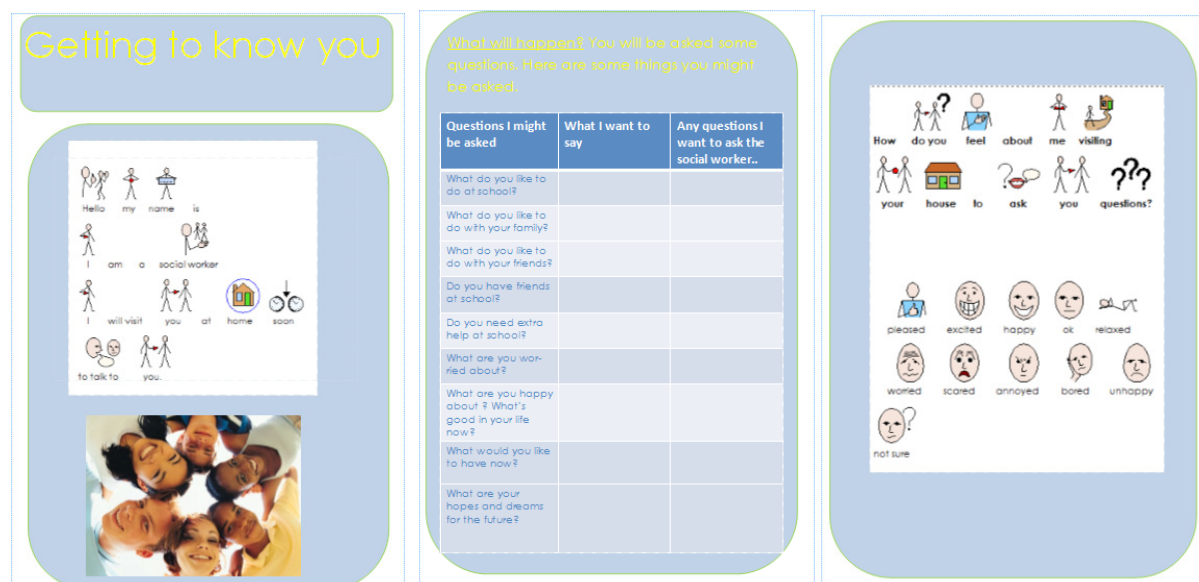 Getting to know you
Hello my name is
I am a social worker
I will visit you at home soon
to talk to you.
What will happen? You will be asked some
questions. Here are some things you might
be asked.
Questions I might
be asked
What I want to
say
Any questions I
want to ask the
social worker..
What do you like to
do at school?
What do you like to
do with your family?
What do you like to
do with your friends?
Do you have friends
at school?
Do you need extra
help at school?
What are you wor-
ried about?
What are you happy
about ? What's
good in your life
now?
What would you like
to have now?
What are your
hopes and dreams
for the future?
How do you feel about me visiting
your house to ask you questions?
pleased excited happy ok relaxed
worried scared annoyed bored unhappy
not sure